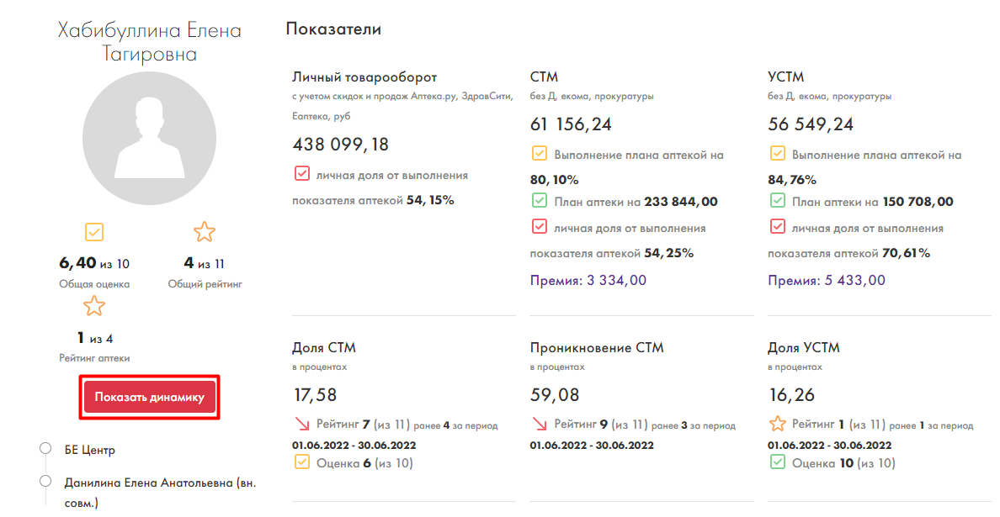 Хабибуллина Елена
Тагировна
6,40 из 10
Общая оценка
4 из 11
Общий рейтинг
1 из 4
Рейтинг аптеки
Показать динамику
БЕ Центр
Данилина Елена Анатольевна (вн.
совм.)
Показатели
Личный товарооборот
с учетом скидок и продаж Аптека.ру, ЗдравСити,
Еаптека, руб
438 099,18
личная доля от выполнения
показателя аптекой 54,15%
СТМ
без Д, екома, прокуратуры
61 156,24
Выполнение плана аптекой на
80,10%
План аптеки на 233 844,00
личная доля от выполнения
показателя аптекой 54,25%
Премия: 3 334,00
УСТМ
без Д, екома, прокуратуры
56 549,24
Выполнение плана аптекой на
84,76%
План аптеки на 150 708,00
личная доля от выполнения
показателя аптекой 70,61%
Премия: 5 433,00
Доля СТМ
в процентах
17,58
Рейтинг 7 (из 11) ранее 4 за период
01.06.2022 - 30.06.2022
Оценка 6 (из 10)
Проникновение СТМ
в процентах
59,08
Рейтинг 9 (из 11) ранее 3 за период
01.06.2022 - 30.06.2022
Доля УСТМ
в процентах
16,26
Рейтинг 1 (из 11) ранее 1 за период
01.06.2022 - 30.06.2022
Оценка 10 (из 10)